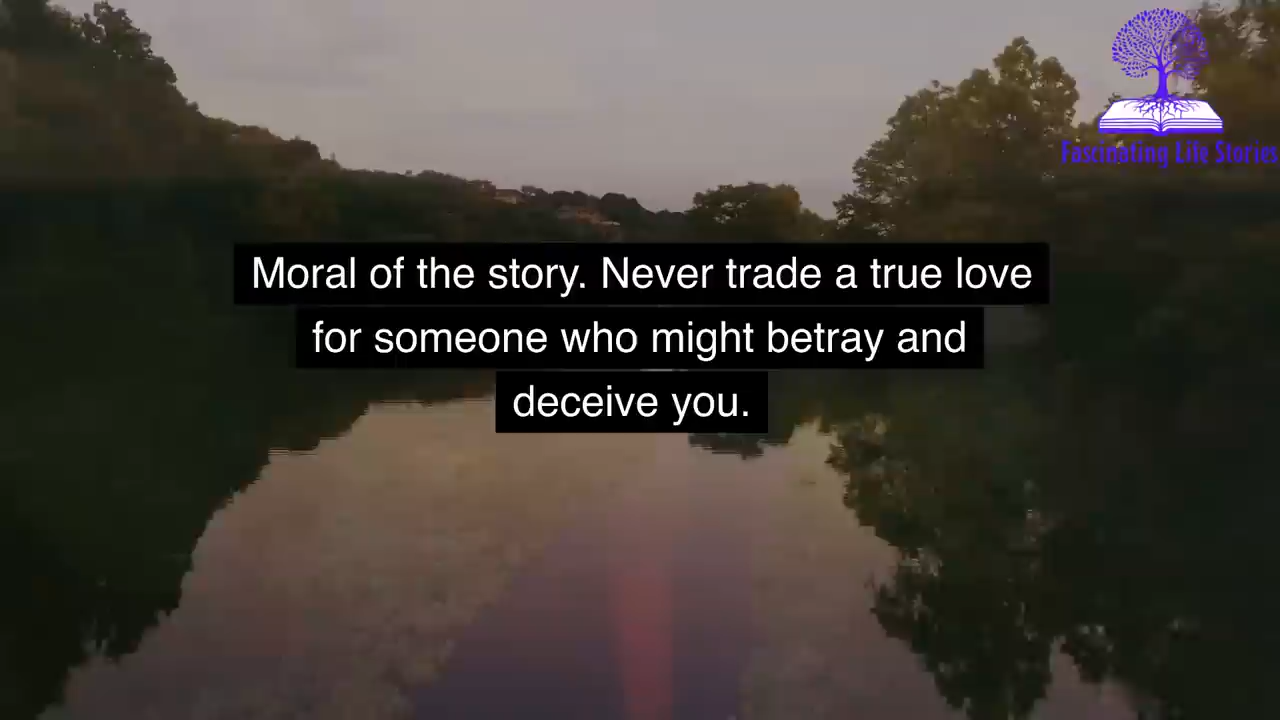 Fascinating Life Stories
Moral of the story. Never trade a true love
for someone who might betray and
deceive you.